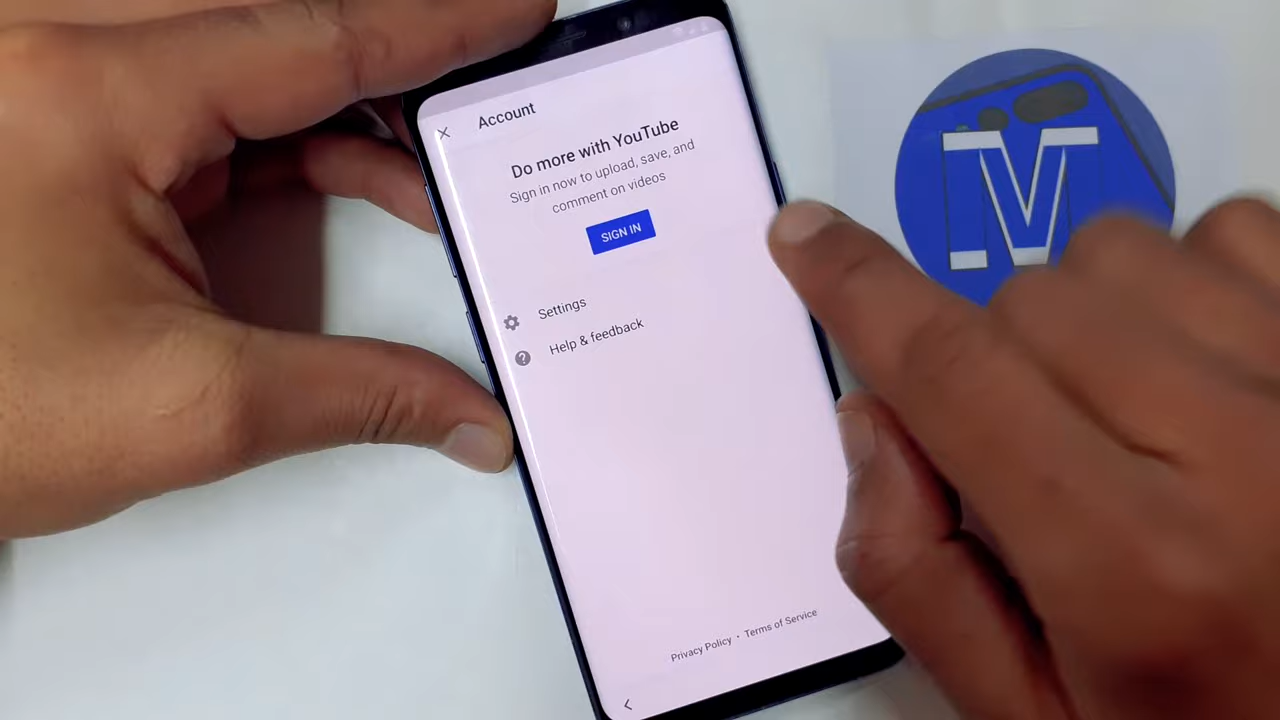 Account
Do more with YouTube
Sign in now to upload, save, and
comment on videos
SIGN IN
Settings
Help & feedback
Privacy Policy • Terms of Service
M